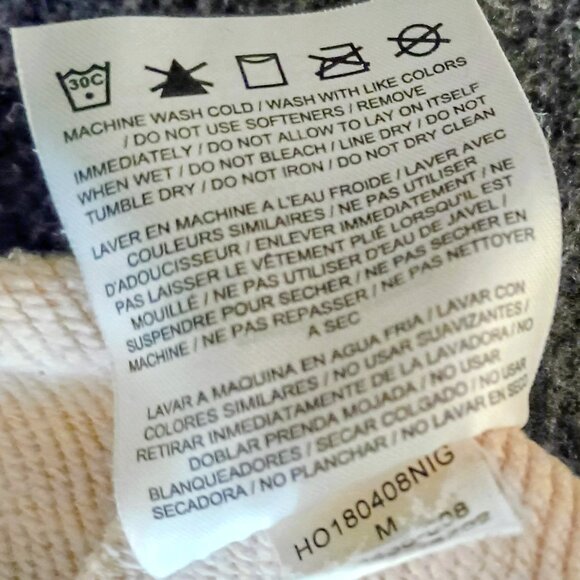 30C
MACHINE WASH COLD / WASH WITH LIKE COLORS
/ DO NOT USE SOFTENERS / REMOVE
IMMEDIATELY / DO NOT ALLOW TO LAY ON ITSELF
WHEN WET / DO NOT BLEACH / LINE DRY / DO NOT
TUMBLE DRY / DO NOT IRON / DO NOT DRY CLEAN
LAVER EN MACHINE A L'EAU FROIDE / LAVER AVEC
COULEURS SIMILAIRES / NE PAS UTILISER
D'ADOUCISSEUR / ENLEVER IMMEDIATEMENT / NE
PAS LAISSER LE VÊTEMENT PLIÉ LORSQU'IL EST
MOUILLÉ / NE PAS UTILIZER D'EAU DE JAVEL /
SUSPENDRE POUR SECHER / NE PAS SECHER EN
MACHINE / NE PAS REPASSER / NE PAS NETTOYER
A SEC
LAVAR A MAQUINA EN AGUA FRIA / LAVAR CON
COLORES SIMILARES / NO USAR SUAVIZANTES /
RETIRAR INMEDIATAMENTE DE LA LAVADORA / NO
DOBLAR PRENDA MOJADA / NO USAR
BLANQUEADORES / SECAR COLGADO / NO USAR
SECADORA / NO PLANCHAR / NO LAVAR EN SECO
HO180408NIG
M 08